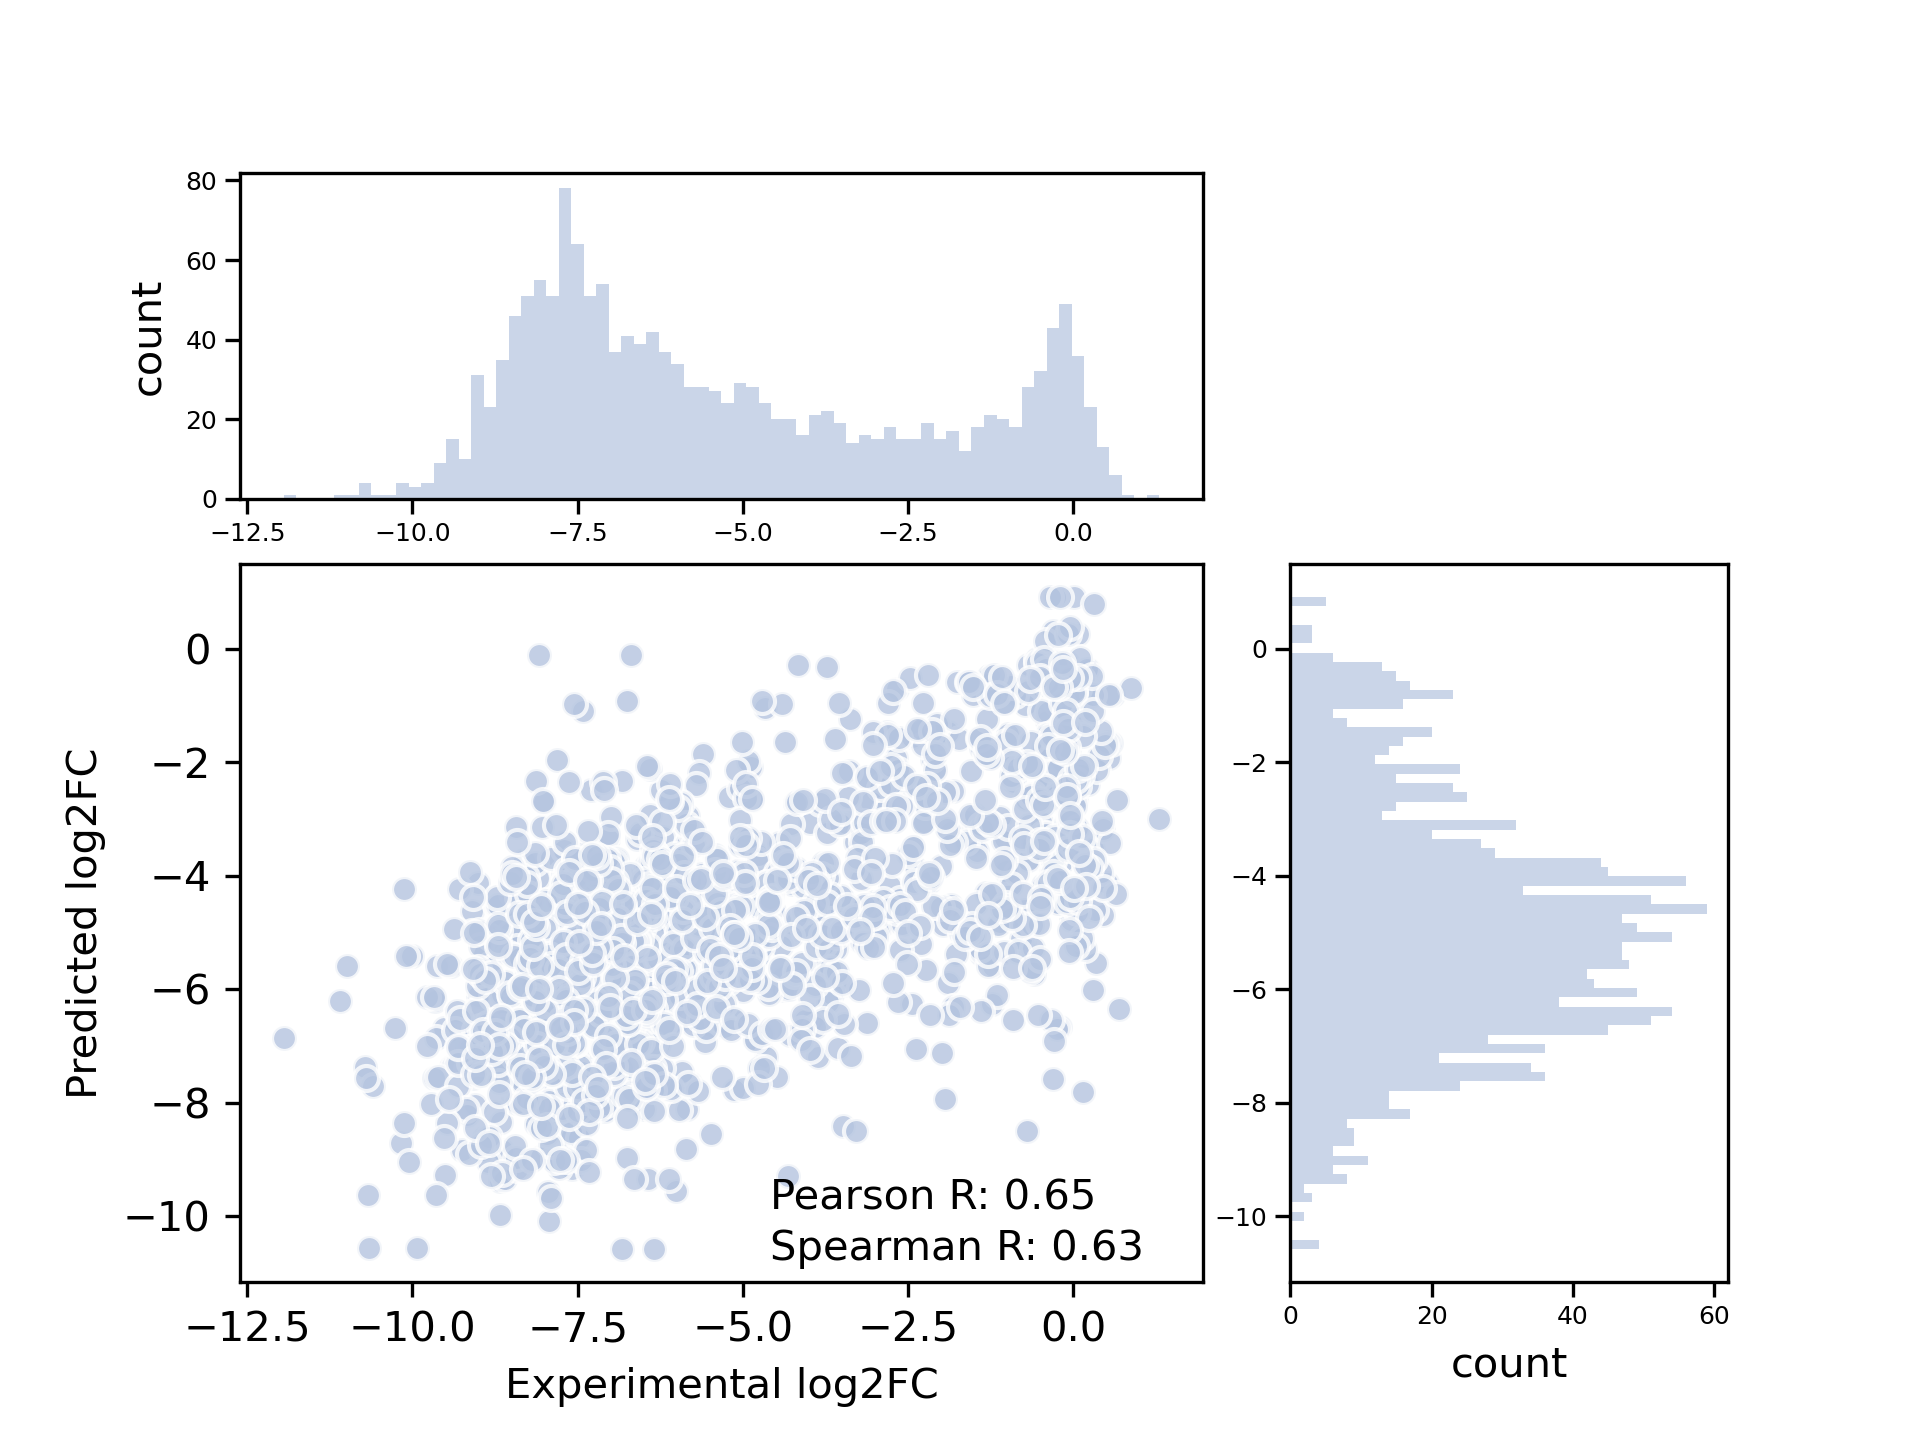 80
60
40
20
0
count
−12.5 −10.0 −7.5 −5.0 −2.5 0.0
0
−2
−4
−6
−8
−10
Predicted log2FC
Pearson R: 0.65
Spearman R: 0.63
−12.5 −10.0 −7.5 −5.0 −2.5 0.0
Experimental log2FC
0
−2
−4
−6
−8
−10
0 20 40 60
count